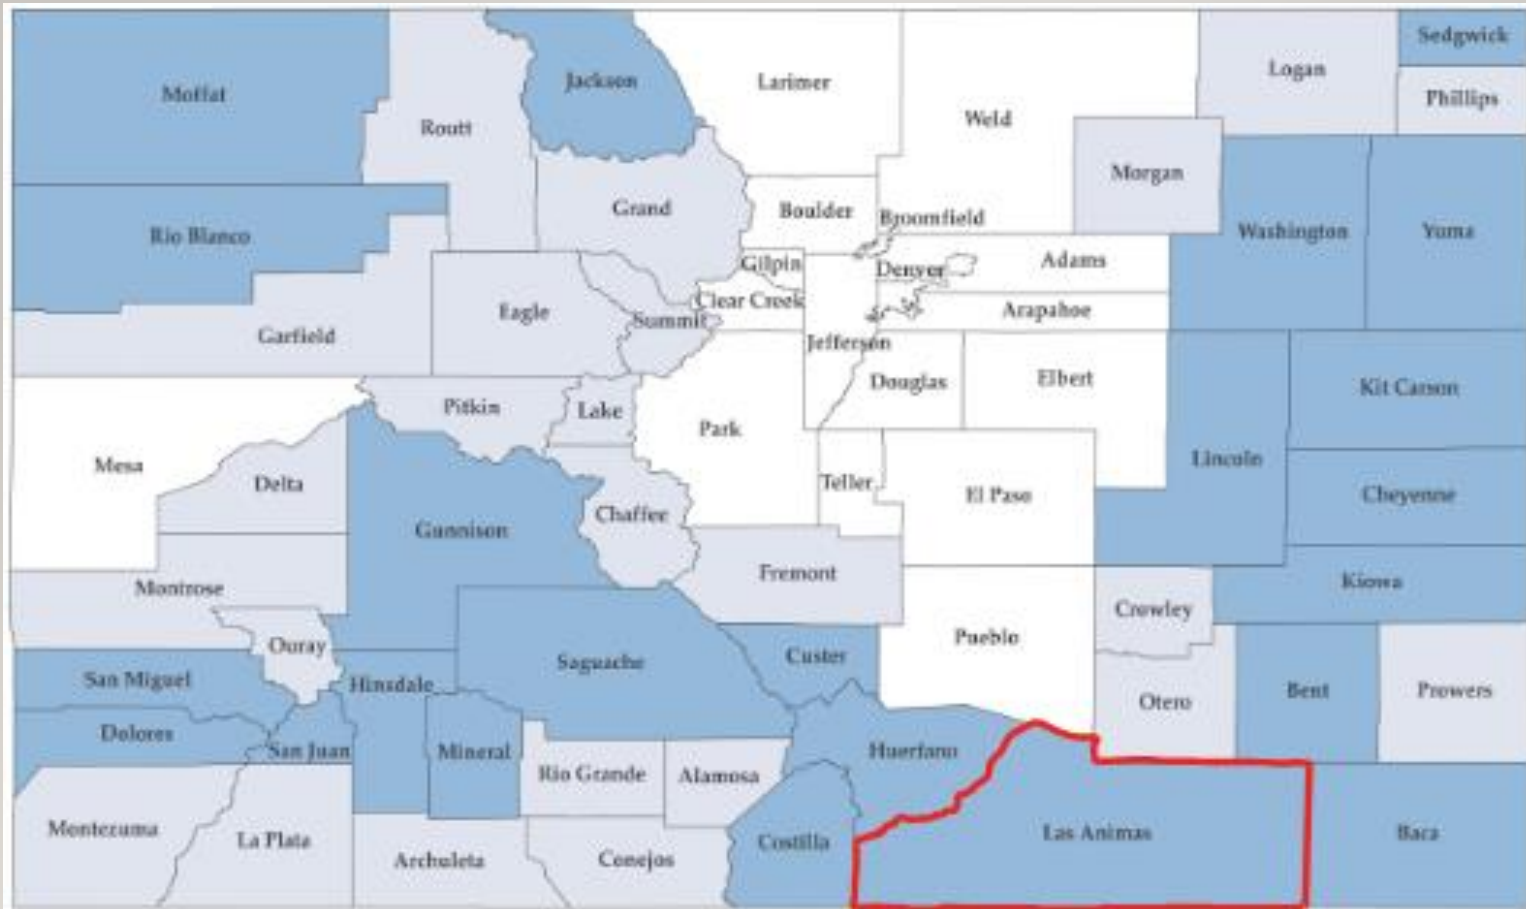 Sedgwick
Logan
Larimer
Jackson
Moffat
Phillips
Weld
Routt
Morgan
Grand
Boulder
Broomfield
Rio Blanco
Washington
Yuma
Gilpin
Denver
Adams
Clear Creek
Eagle
Summit
Arapahoe
Garfield
Jefferson
Douglas
Elbert
Kit Carson
Pitkin
Lake
Park
Mesa
Lincoln
Delta
Teller
El Paso
Cheyenne
Gunnison
Chaffee
Fremont
Montrose
Kiowa
Crowley
Pueblo
Ouray
Saguache
Custer
San Miguel
Hinsdale
Bent
Prowers
Otero
Dolores
San Juan
Mineral
Huerfano
Rio Grande
Alamosa
Montezuma
La Plata
Archuleta
Conejos
Costilla
Las Animas
Baca